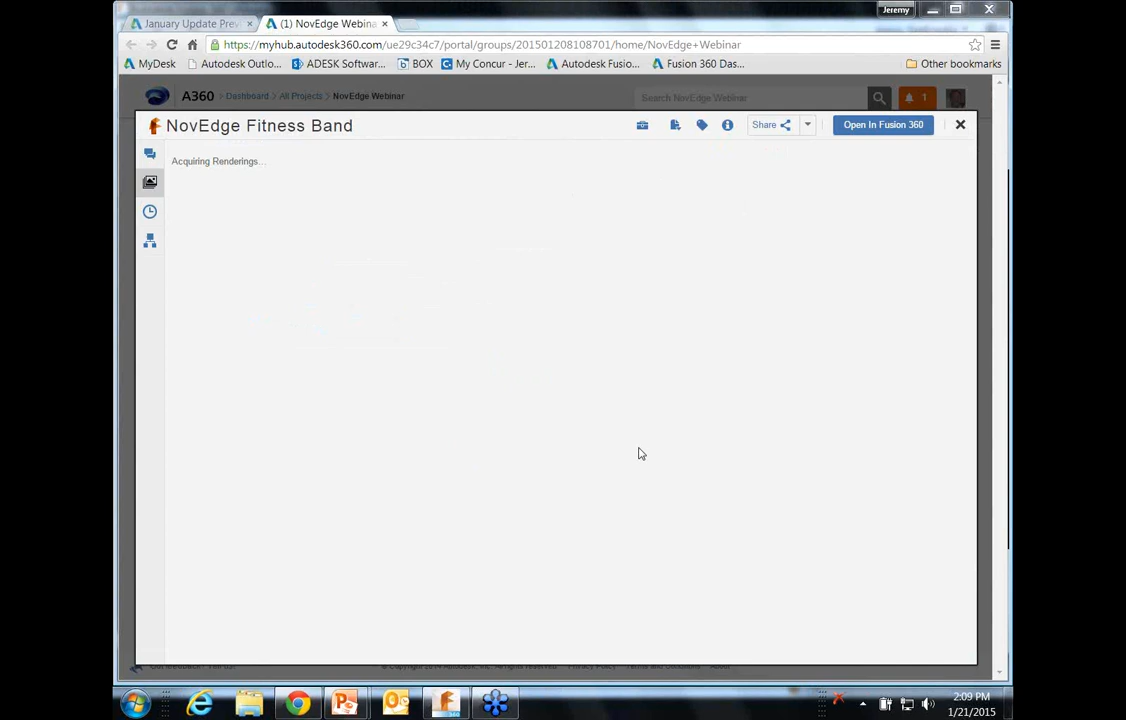 Jeremy
January Update Prev
(1) NovEdge Webina
https://myhub.autodesk360.com/ue29c34c7/portal/groups/201501208108701/home/NovEdge+Webinar
MyDesk Autodesk Outlo... ADESK Softwar... BOX My Concur - Jer... Autodesk Fusio... Fusion 360 Das... Other bookmarks
A360 > Dashboard > All Projects > NovEdge Webinar Search NovEdge Webinar 1
NovEdge Fitness Band Share Open In Fusion 360
Acquiring Renderings...
360
2:09 PM
1/21/2015